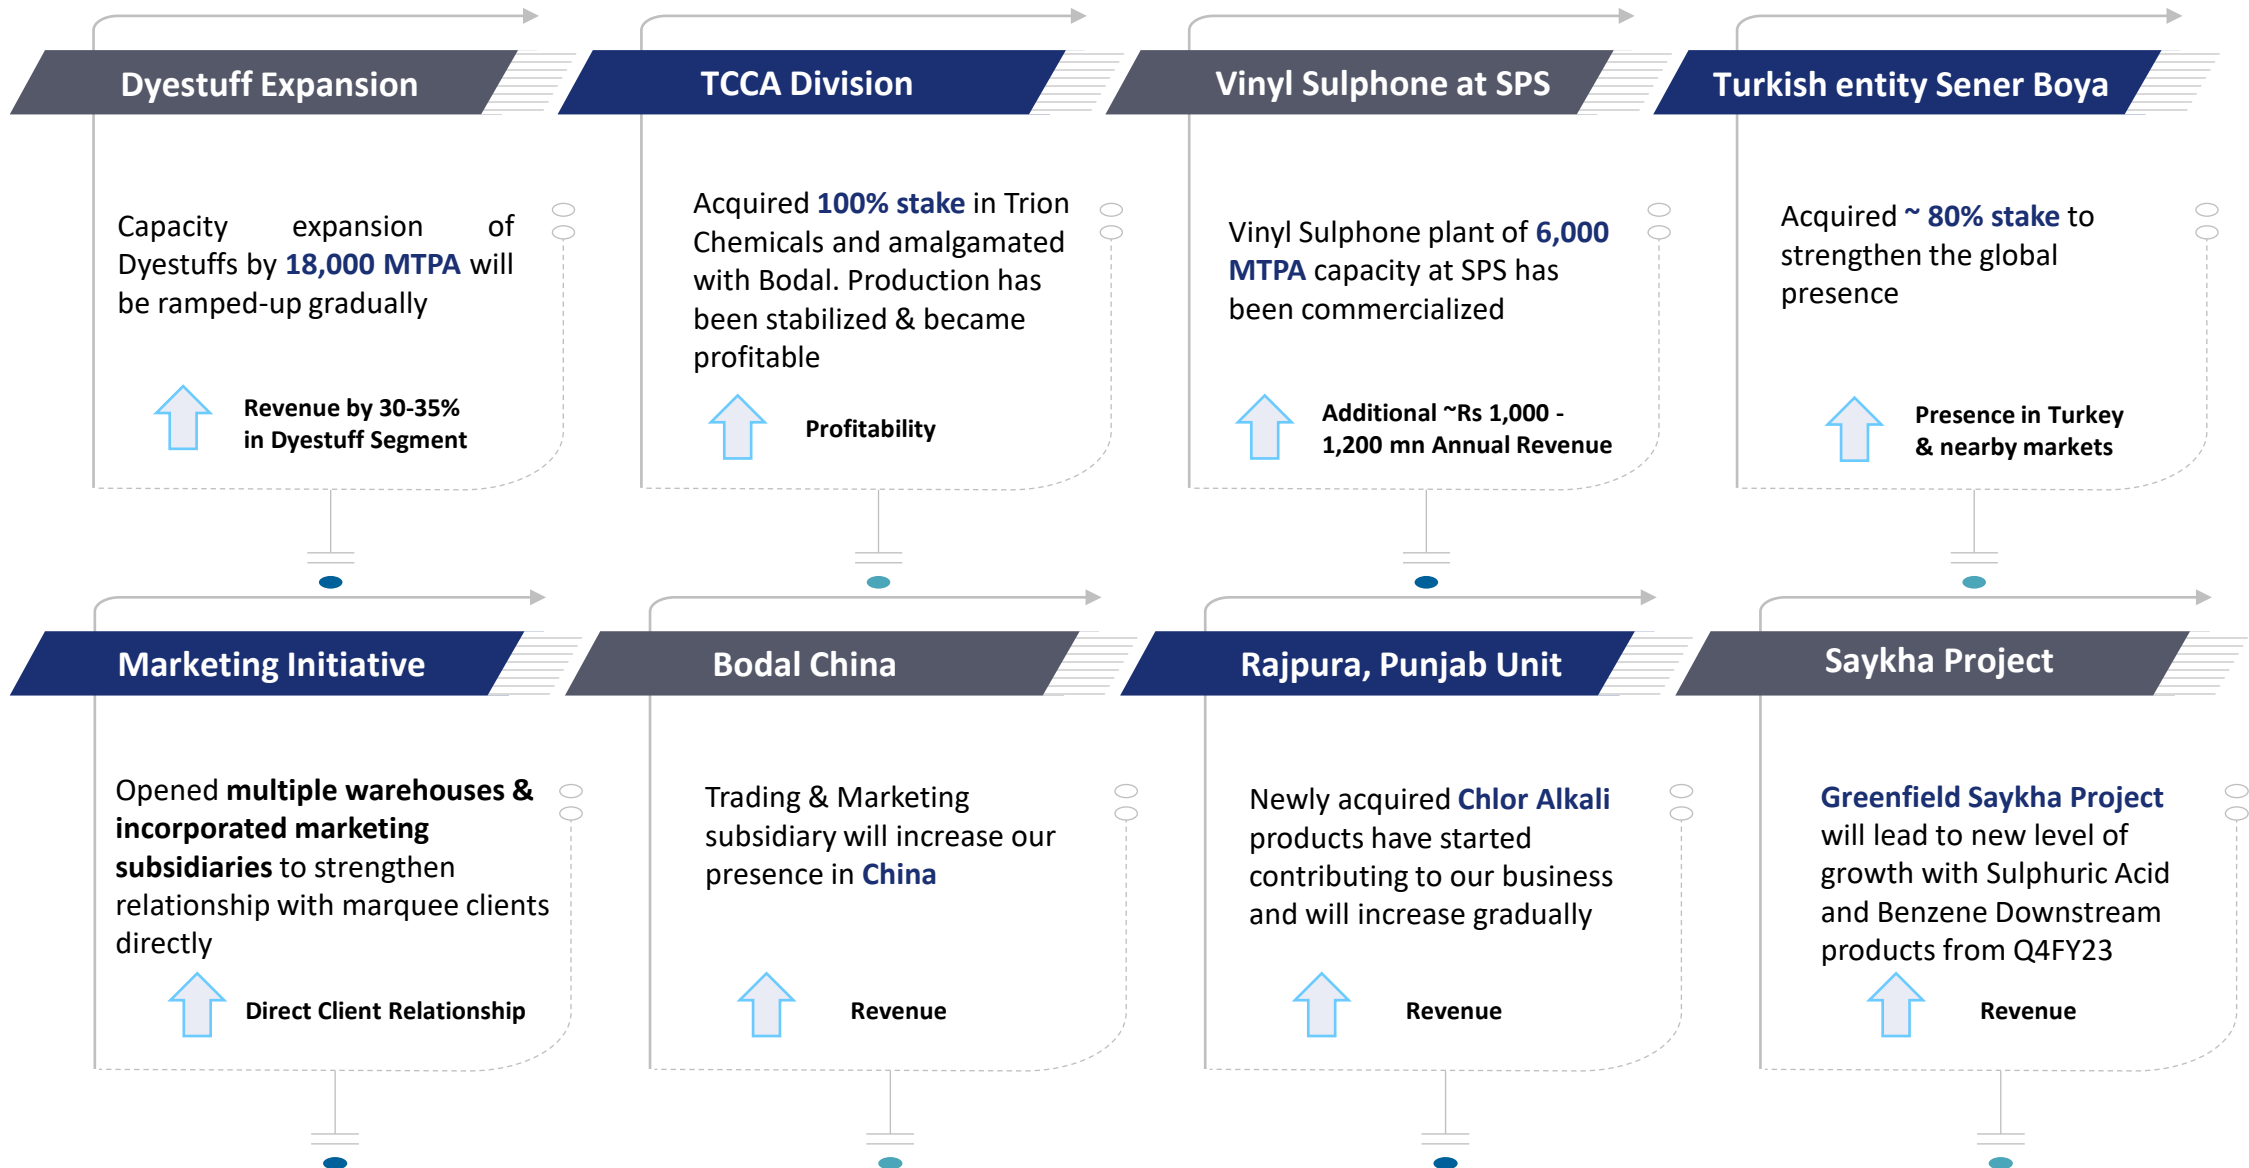 Dyestuff Expansion
Capacity expansion of
Dyestuffs by 18,000 MTPA will
be ramped-up gradually
Revenue by 30-35%
in Dyestuff Segment
TCCA Division
Acquired 100% stake in Trion
Chemicals and amalgamated
with Bodal. Production has
been stabilized & became
profitable
Profitability
Vinyl Sulphone at SPS
Vinyl Sulphone plant of 6,000
MTPA capacity at SPS has
been commercialized
Additional ~Rs 1,000 -
1,200 mn Annual Revenue
Turkish entity Sener Boya
Acquired ~ 80% stake to
strengthen the global
presence
Presence in Turkey
& nearby markets
Marketing Initiative
Opened multiple warehouses &
incorporated marketing
subsidiaries to strengthen
relationship with marquee clients
directly
Direct Client Relationship
Bodal China
Trading & Marketing
subsidiary will increase our
presence in China
Revenue
Rajpura, Punjab Unit
Newly acquired Chlor Alkali
products have started
contributing to our business
and will increase gradually
Revenue
Saykha Project
Greenfield Saykha Project
will lead to new level of
growth with Sulphuric Acid
and Benzene Downstream
products from Q4FY23
Revenue